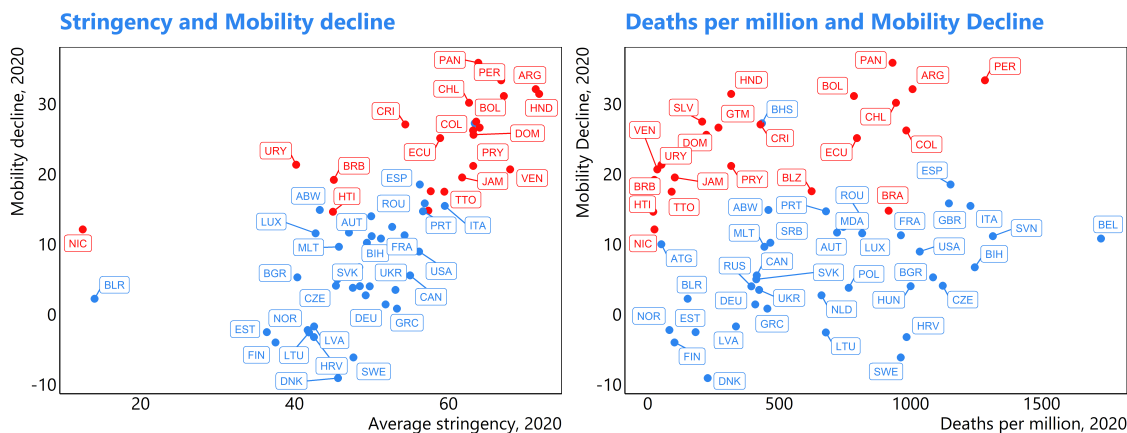 Stringency and Mobility decline
Mobility decline, 2020
30
20
10
0
-10
PAN
PER
ARG
CHL
BOL
HND
CRI
COL
DOM
ECU
URY
BRB
PRY
ESP
JAM
VEN
ABW
HTI
ROU
TTO
LUX
AUT
PRT
ITA
NIC
MLT
BIH
FRA
BGR
SVK
UKR
USA
BLR
CZE
CAN
NOR
DEU
GRC
EST
FIN
LTU
LVA
HRV
DNK
SWE
20
40
60
Average stringency, 2020
Deaths per million and Mobility Decline
Mobility Decline, 2020
30
20
10
0
-10
PAN
PER
HND
BOL
ARG
SLV
GTM
BHS
CHL
VEN
DOM
CRI
URY
ECU
COL
BRB
JAM
PRY
BLZ
ESP
HTI
TTO
ABW
PRT
ROU
BRA
MDA
FRA
GBR
ITA
SVN
BEL
NIC
MLT
SRB
AUT
LUX
USA
ATG
RUS
CAN
SVK
POL
BGR
BIH
BLR
DEU
UKR
NLD
HUN
CZE
NOR
EST
LVA
GRC
LTU
HRV
FIN
DNK
SWE
0
500
1000
1500
Deaths per million, 2020